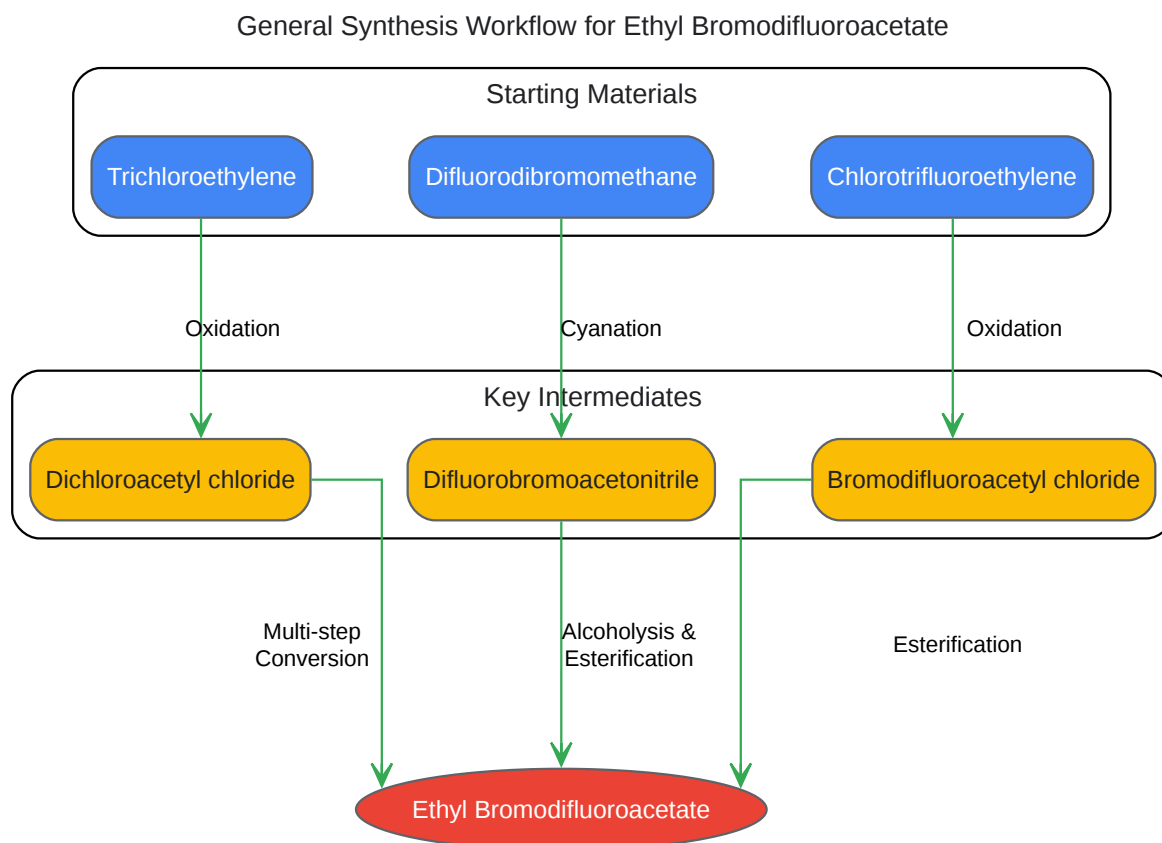 General Synthesis Workflow for Ethyl Bromodifluoroacetate
Starting Materials
Trichloroethylene
Difluorodibromomethane
Chlorotrifluoroethylene
Oxidation
Cyanation
Oxidation
Key Intermediates
Dichloroacetyl chloride
Difluorobromoacetonitrile
Bromodifluoroacetyl chloride
Multi-step
Conversion
Alcoholysis &
Esterification
Esterification
Ethyl Bromodifluoroacetate